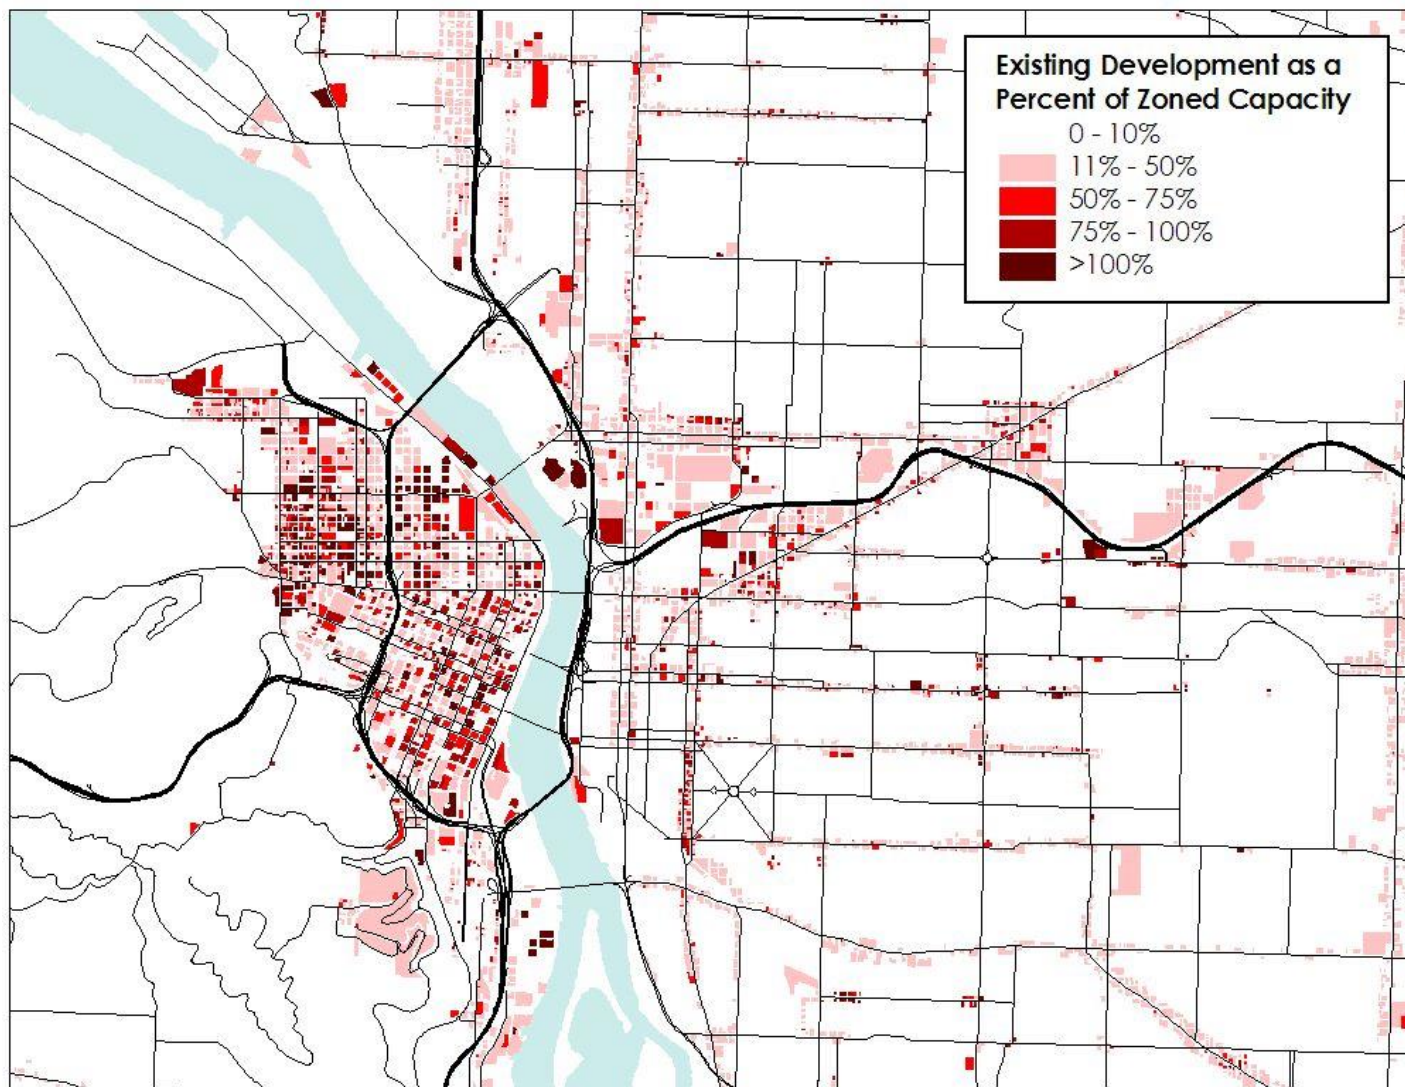 Existing Development as a
Percent of Zoned Capacity
0 - 10%
11% - 50%
50% - 75%
75% - 100%
>100%